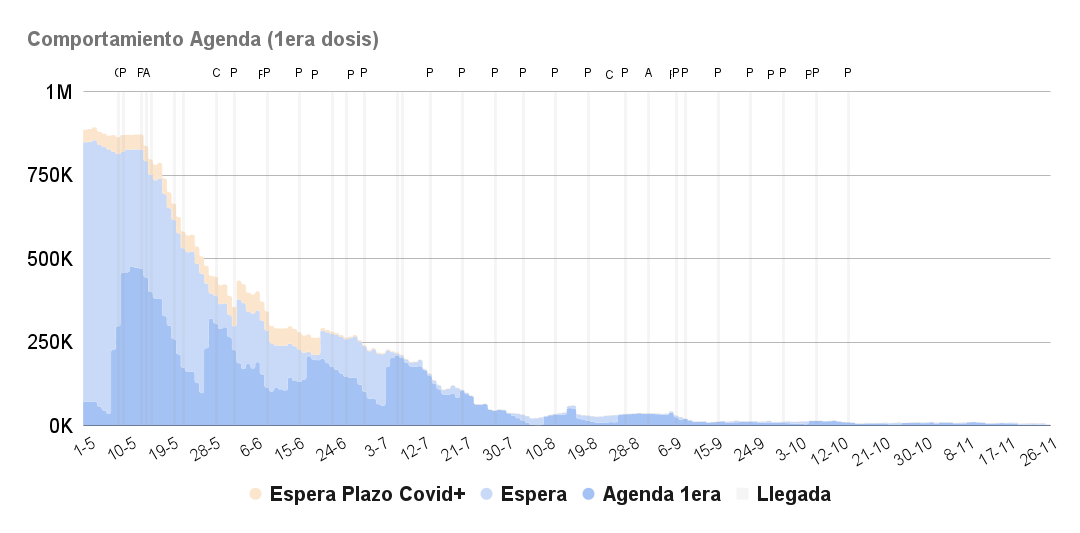 Comportamiento Agenda (1era dosis)
P PA C P P P P P P P P P P P P C P A PP P P P P P P P
1M
750K
500K
250K
0K
1-5 10-5 19-5 28-5 6-6 15-6 24-6 3-7 12-7 21-7 30-7 10-8 19-8 28-8 6-9 15-9 24-9 3-10 12-10 21-10 30-10 8-11 17-11 26-11
Espera Plazo Covid+ Espera Agenda 1era Llegada